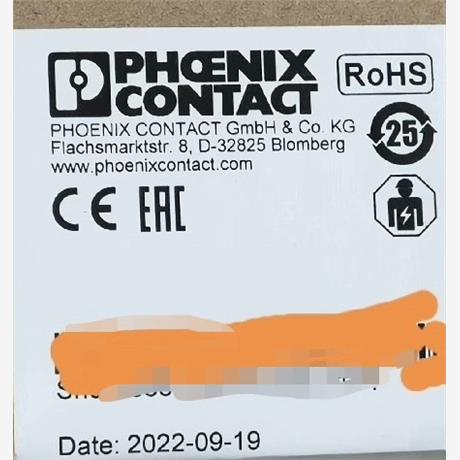 PHŒNIX
CONTACT
RoHS
PHOENIX CONTACT GmbH & Co. KG
Flachsmarktstr. 8, D-32825 Blomberg
www.phoenixcontact.com
25
CE EAC
Date: 2022-09-19